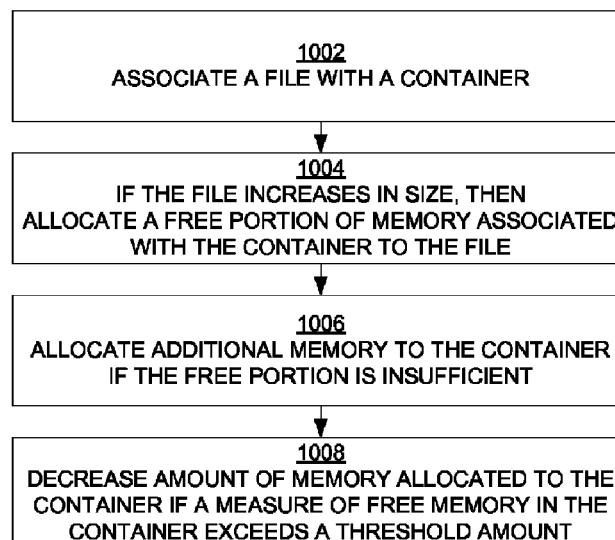 1002
ASSOCIATE A FILE WITH A CONTAINER
1004
IF THE FILE INCREASES IN SIZE, THEN
ALLOCATE A FREE PORTION OF MEMORY ASSOCIATED
WITH THE CONTAINER TO THE FILE
1006
ALLOCATE ADDITIONAL MEMORY TO THE CONTAINER
IF THE FREE PORTION IS INSUFFICIENT
1008
DECREASE AMOUNT OF MEMORY ALLOCATED TO THE
CONTAINER IF A MEASURE OF FREE MEMORY IN THE
CONTAINER EXCEEDS A THRESHOLD AMOUNT